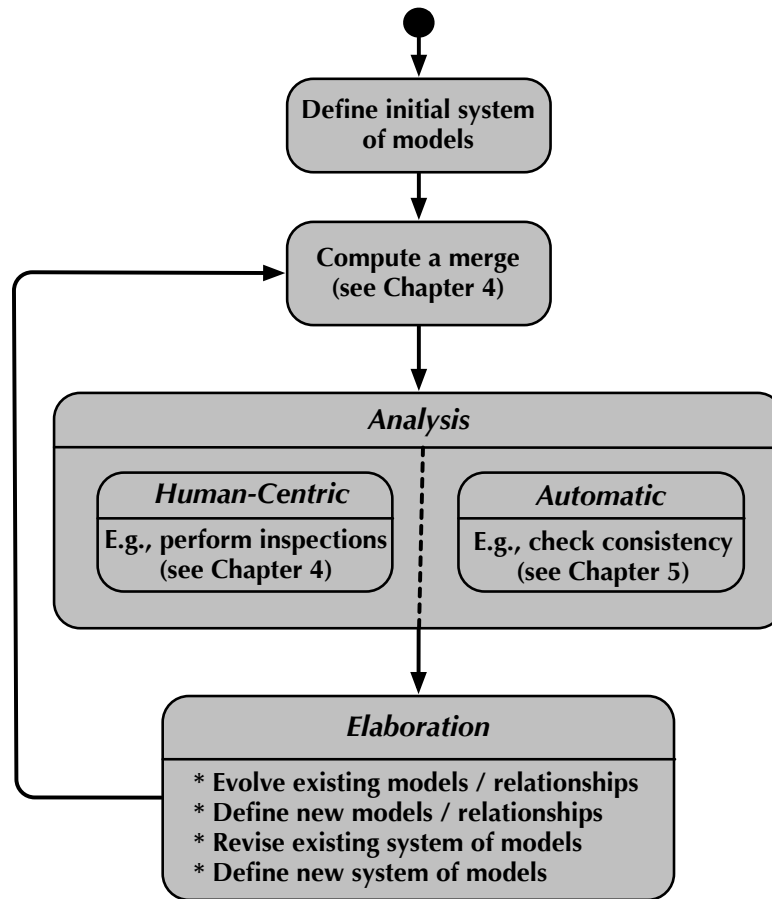 Define initial system
of models
Compute a merge
(see Chapter 4)
Analysis
Human-Centric
E.g., perform inspections
(see Chapter 4)
Automatic
E.g., check consistency
(see Chapter 5)
Elaboration
* Evolve existing models / relationships
* Define new models / relationships
* Revise existing system of models
* Define new system of models